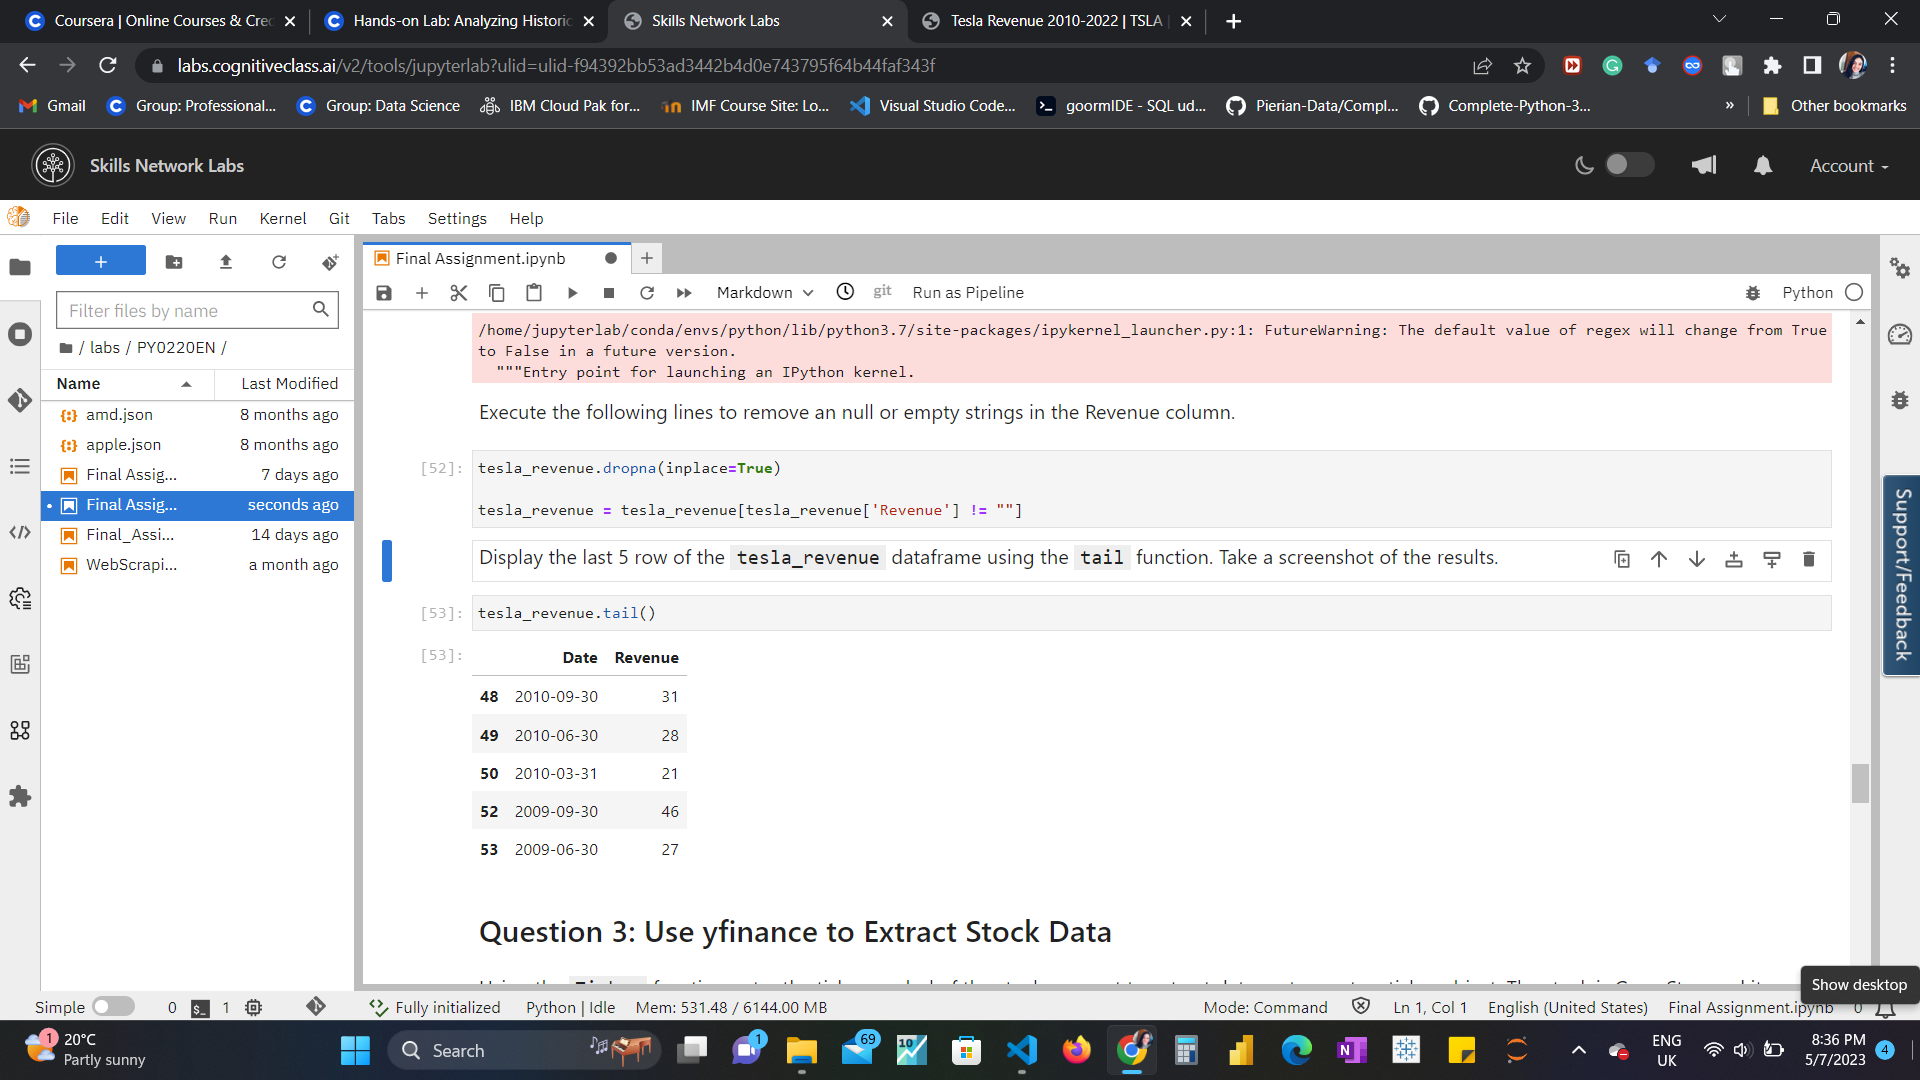 Coursera | Online Courses & Cre
Hands-on Lab: Analyzing Historic
Skills Network Labs
Tesla Revenue 2010-2022 | TSLA |
labs.cognitiveclass.ai/v2/tools/jupyterlab?ulid=ulid-f94392bb53ad3442b4d0e743795f64b44faf343f
Gmail
Group: Professional...
Group: Data Science
IBM Cloud Pak for...
IMF Course Site: Lo...
Visual Studio Code...
goormIDE - SQL ud...
Pierian-Data/Compl...
Complete-Python-3...
»
Other bookmarks
Skills Network Labs
Account
File Edit View Run Kernel Git Tabs Settings Help
Final Assignment.ipynb
Filter files by name
/ labs / PY0220EN /
Name Last Modified
amd.json 8 months ago
apple.json 8 months ago
Final Assig... 7 days ago
Final Assig... seconds ago
Final_Assi... 14 days ago
WebScrapi... a month ago
Markdown
git
Run as Pipeline
Python
/home/jupyterlab/conda/envs/python/lib/python3.7/site-packages/ipykernel_launcher.py:1: FutureWarning: The default value of regex will change from True
to False in a future version.
"""Entry point for launching an IPython kernel.
Execute the following lines to remove an null or empty strings in the Revenue column.
[52]: tesla_revenue.dropna(inplace=True)
tesla_revenue = tesla_revenue[tesla_revenue['Revenue'] != ""]
Display the last 5 row of the tesla_revenue dataframe using the tail function. Take a screenshot of the results.
[53]: tesla_revenue.tail()
[53]: Date Revenue
48 2010-09-30 31
49 2010-06-30 28
50 2010-03-31 21
52 2009-09-30 46
53 2009-06-30 27
Question 3: Use yfinance to Extract Stock Data
Support/Feedback
Show desktop
Simple 0 1 Fully initialized Python | Idle Mem: 531.48 / 6144.00 MB
Mode: Command Ln 1, Col 1 English (United States) Final Assignment.ipynb 0
1
20°C
Partly sunny
Search
1
69
10
N
ENG
UK
8:36 PM
5/7/2023
4